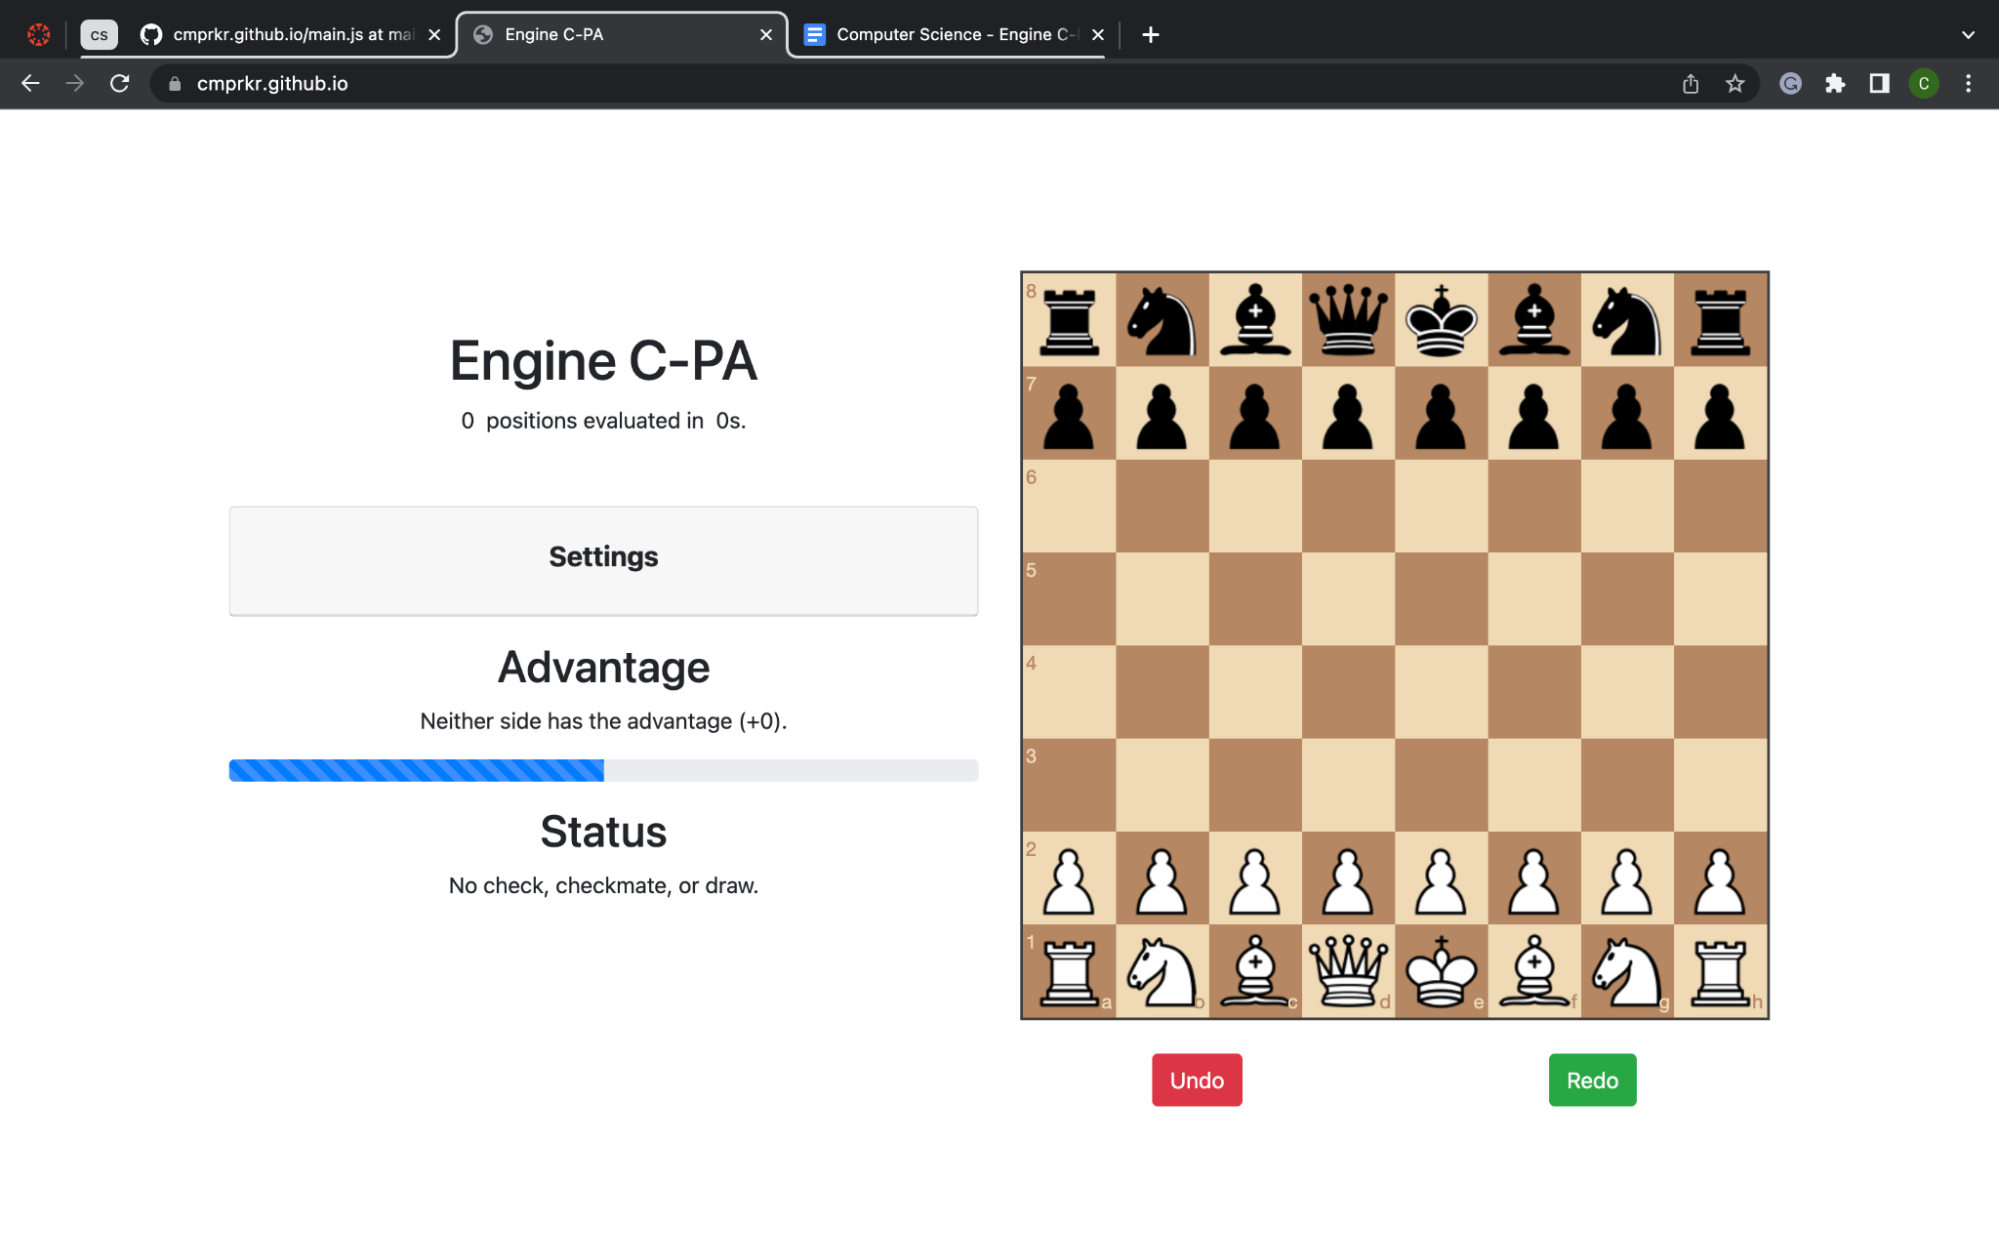 cs
cmprkr.github.io/main.js at mai
Engine C-PA
Computer Science - Engine C-
cmprkr.github.io
C
Engine C-PA
0 positions evaluated in 0s.
Settings
Advantage
Neither side has the advantage (+0).
Status
No check, checkmate, or draw.
8
7
6
5
4
3
2
1
a b c d e f g h
Undo
Redo